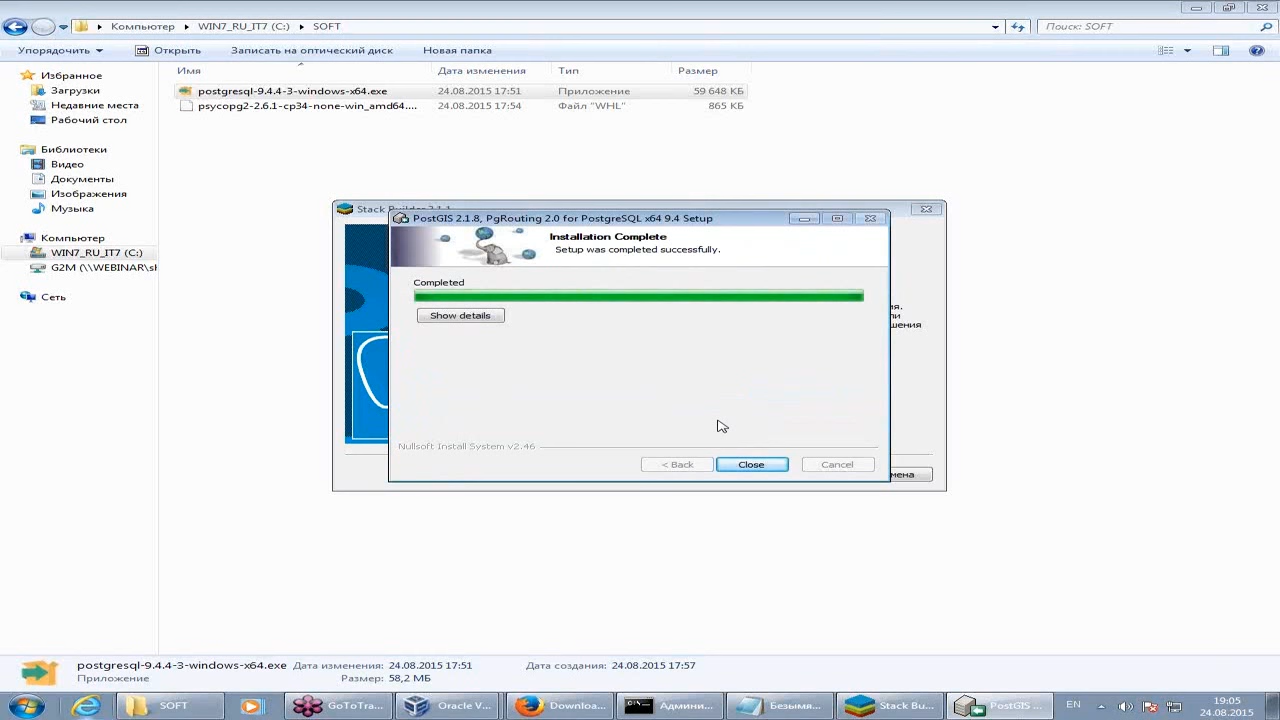 Компьютер WIN7_RU_IT7 (C:) SOFT
Поиск: SOFT
Упорядочить Открыть Записать на оптический диск Новая папка
Имя Дата изменения Тип Размер
postgresql-9.4.4-3-windows-x64.exe 24.08.2015 17:51 Приложение 59 648 КБ
psycopg2-2.6.1-cp34-none-win_amd64.... 24.08.2015 17:54 Файл "WHL" 865 КБ
Избранное
Загрузки
Недавние места
Рабочий стол
Библиотеки
Видео
Документы
Изображения
Музыка
Компьютер
WIN7_RU_IT7 (C:)
G2M (\\WEBINAR\sl
Сеть
Stack Builder 2.1.1
PostGIS 2.1.8, PgRouting 2.0 for PostgreSQL x64 9.4 Setup
Installation Complete
Setup was completed successfully.
Completed
Show details
Nullsoft Install System v2.46
< Back Close Cancel
postgresql-9.4.4-3-windows-x64.exe Дата изменения: 24.08.2015 17:51 Дата создания: 24.08.2015 17:57
Приложение Размер: 58,2 МБ
SOFT GoToTra... Oracle V... Downloa... Админи... Безымя... Stack Bu... PostGIS ...
EN
19:05
24.08.2015